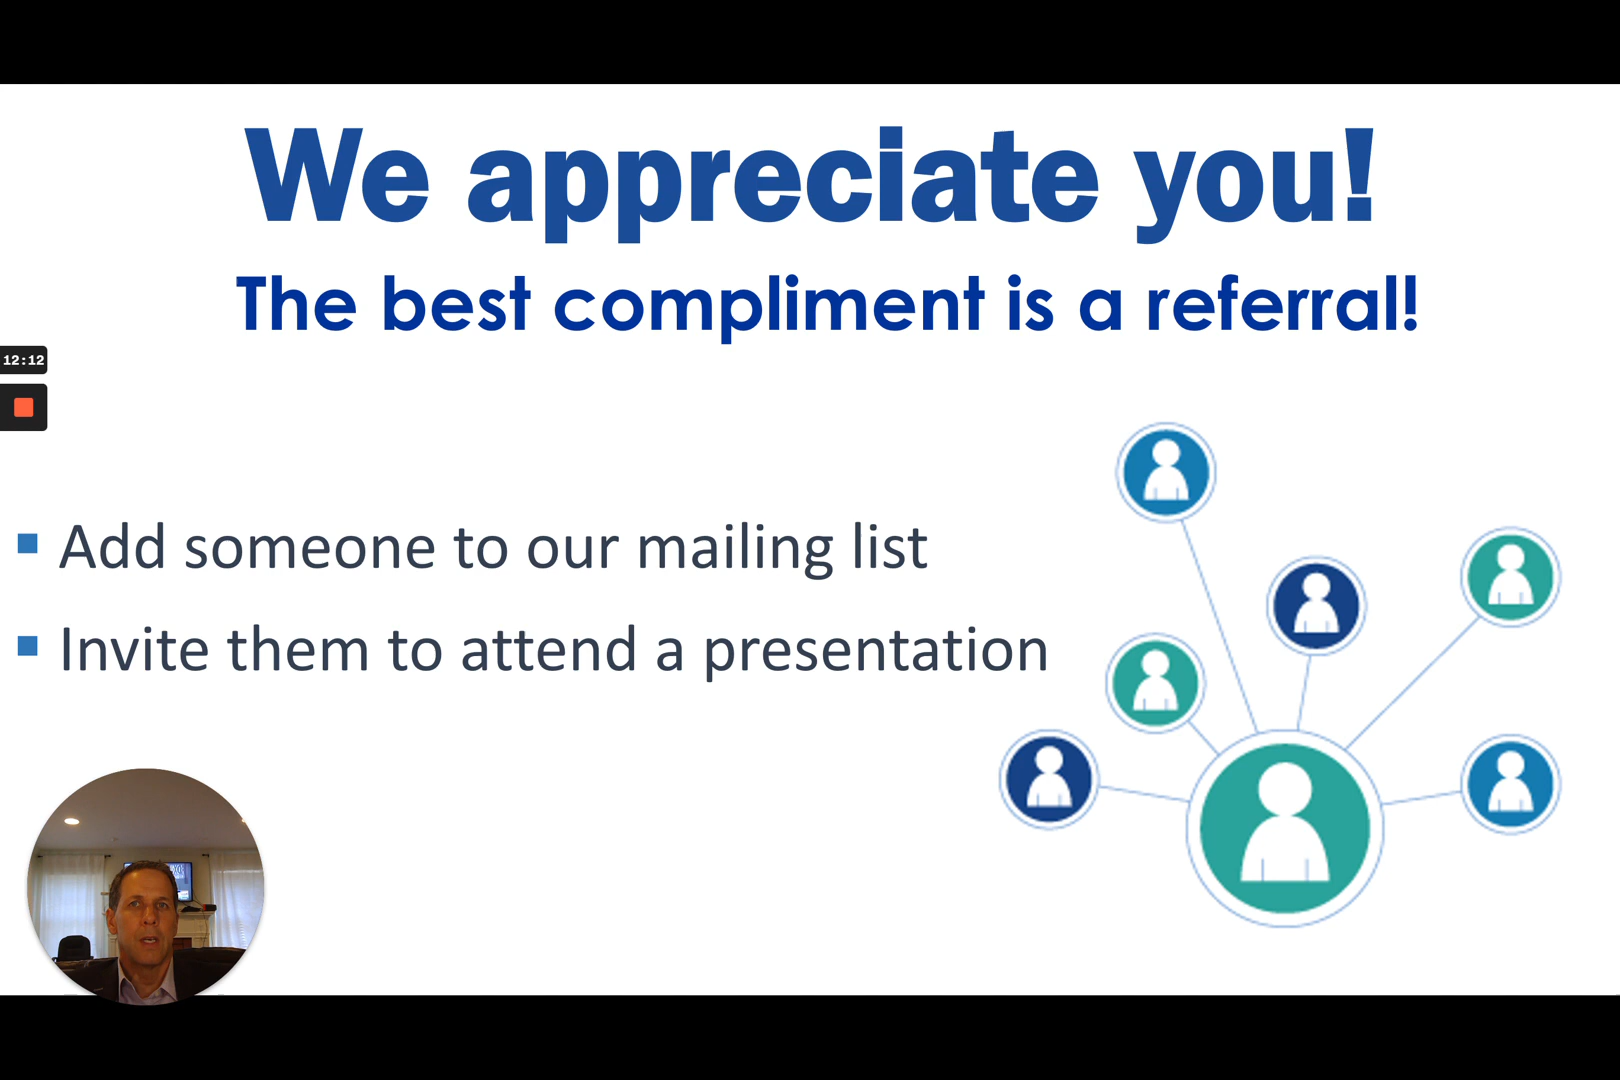 We appreciate you!
The best compliment is a referral!
12:12
Add someone to our mailing list
Invite them to attend a presentation